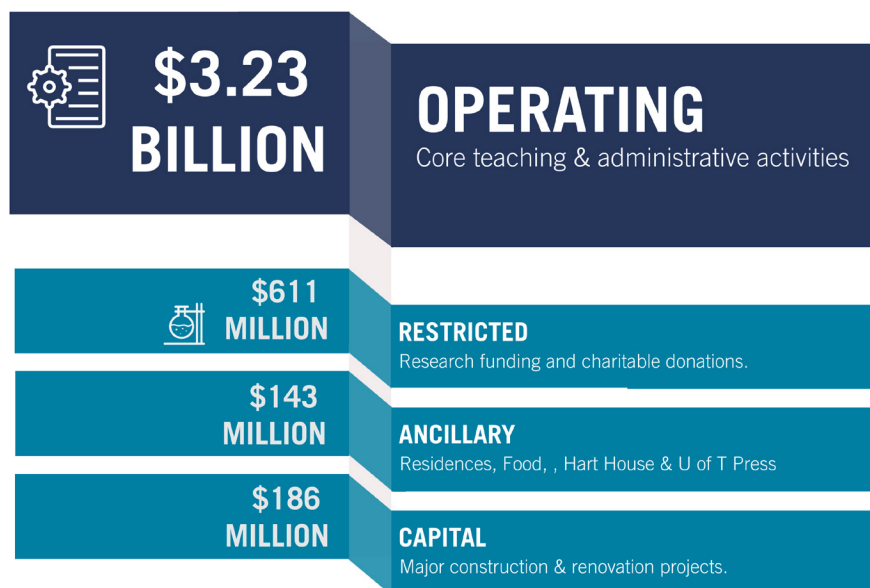 $3.23
BILLION
OPERATING
Core teaching & administrative activities
$611
MILLION
RESTRICTED
Research funding and charitable donations.
$143
MILLION
ANCILLARY
Residences, Food, , Hart House & U of T Press
$186
MILLION
CAPITAL
Major construction & renovation projects.